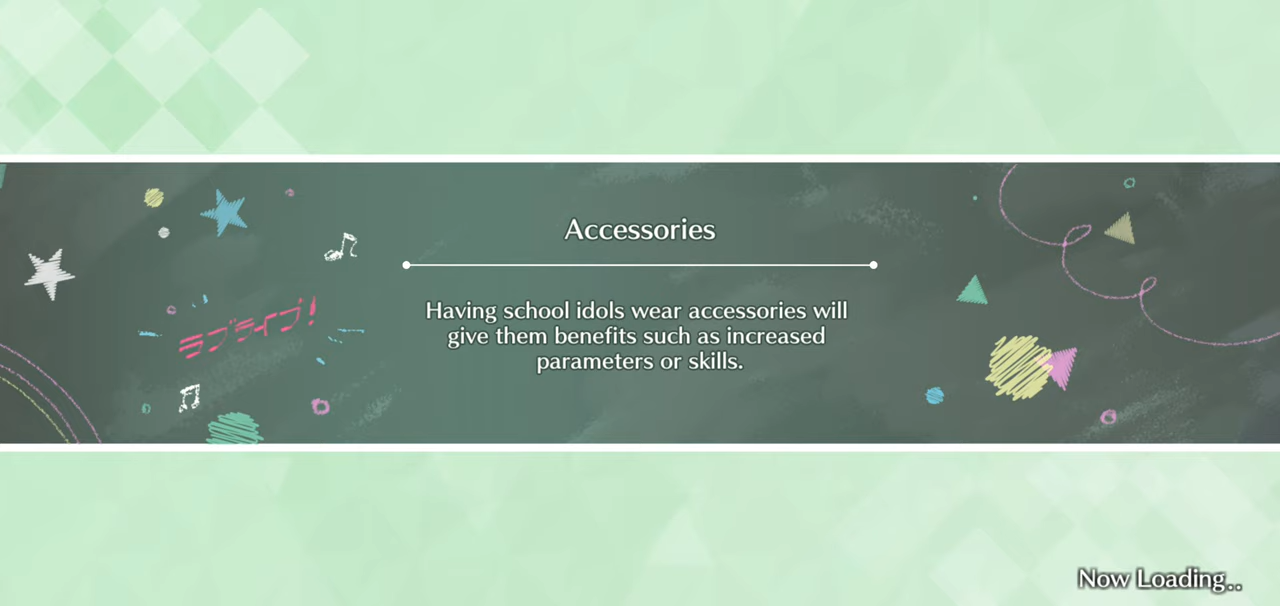 Accessories
ラブライブ!
Having school idols wear accessories will
give them benefits such as increased
parameters or skills.
Now Loading..